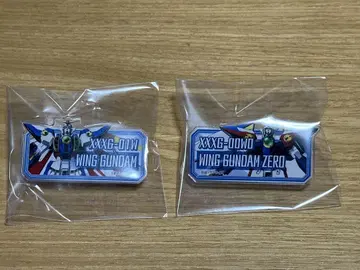 XXXG-01W
WING GUNDAM
XXXG-00W0
WING GUNDAM ZERO